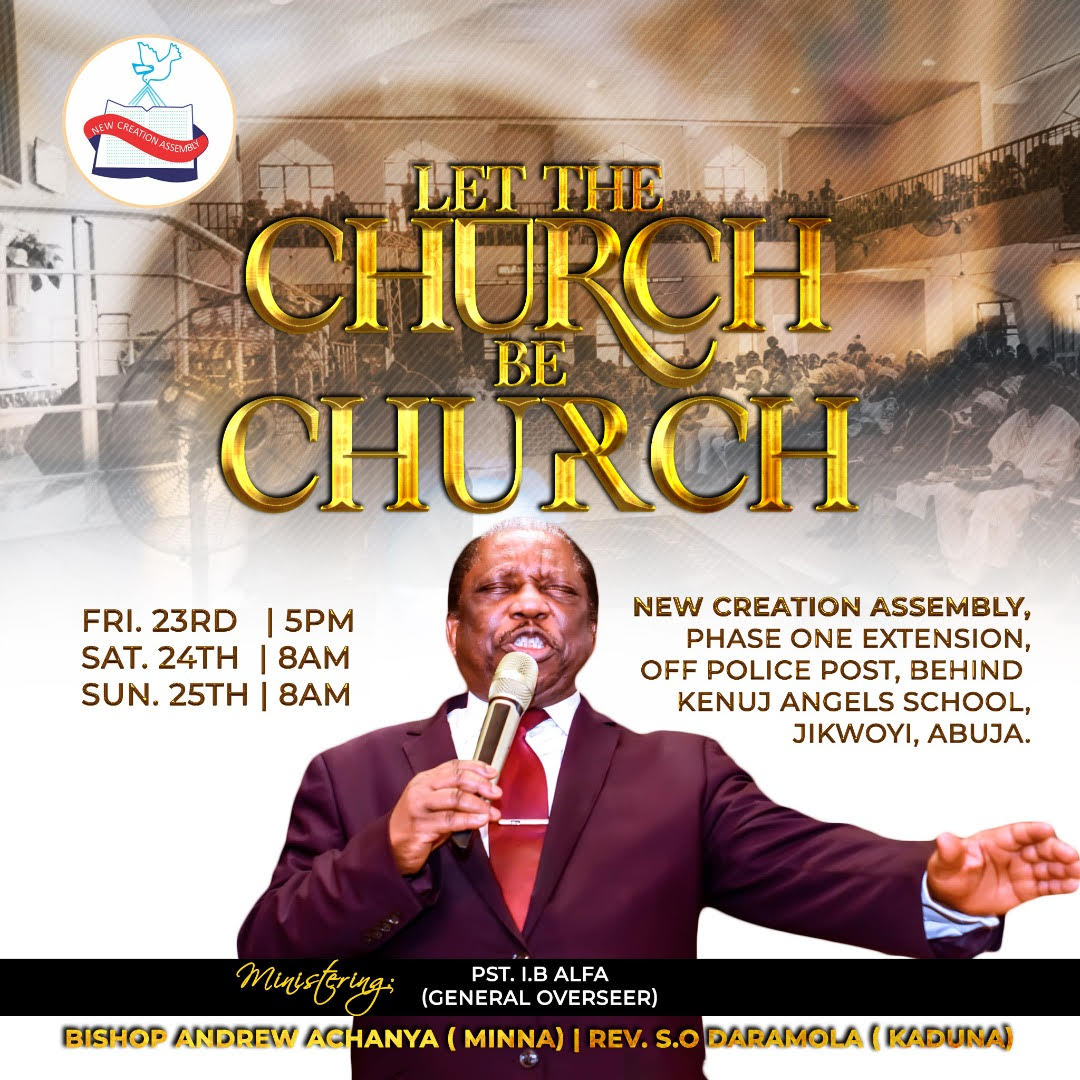 NEW CREATION ASSEMBLY
LET THE
CHURCH
BE
CHURCH
FRI. 23RD | 5PM
SAT. 24TH | 8AM
SUN. 25TH | 8AM
NEW CREATION ASSEMBLY,
PHASE ONE EXTENSION,
OFF POLICE POST, BEHIND
KENUJ ANGELS SCHOOL,
JIKWOYI, ABUJA.
Ministering;
PST. I.B ALFA
(GENERAL OVERSEER)
BISHOP ANDREW ACHANYA ( MINNA) | REV. S.O DARAMOLA ( KADUNA)